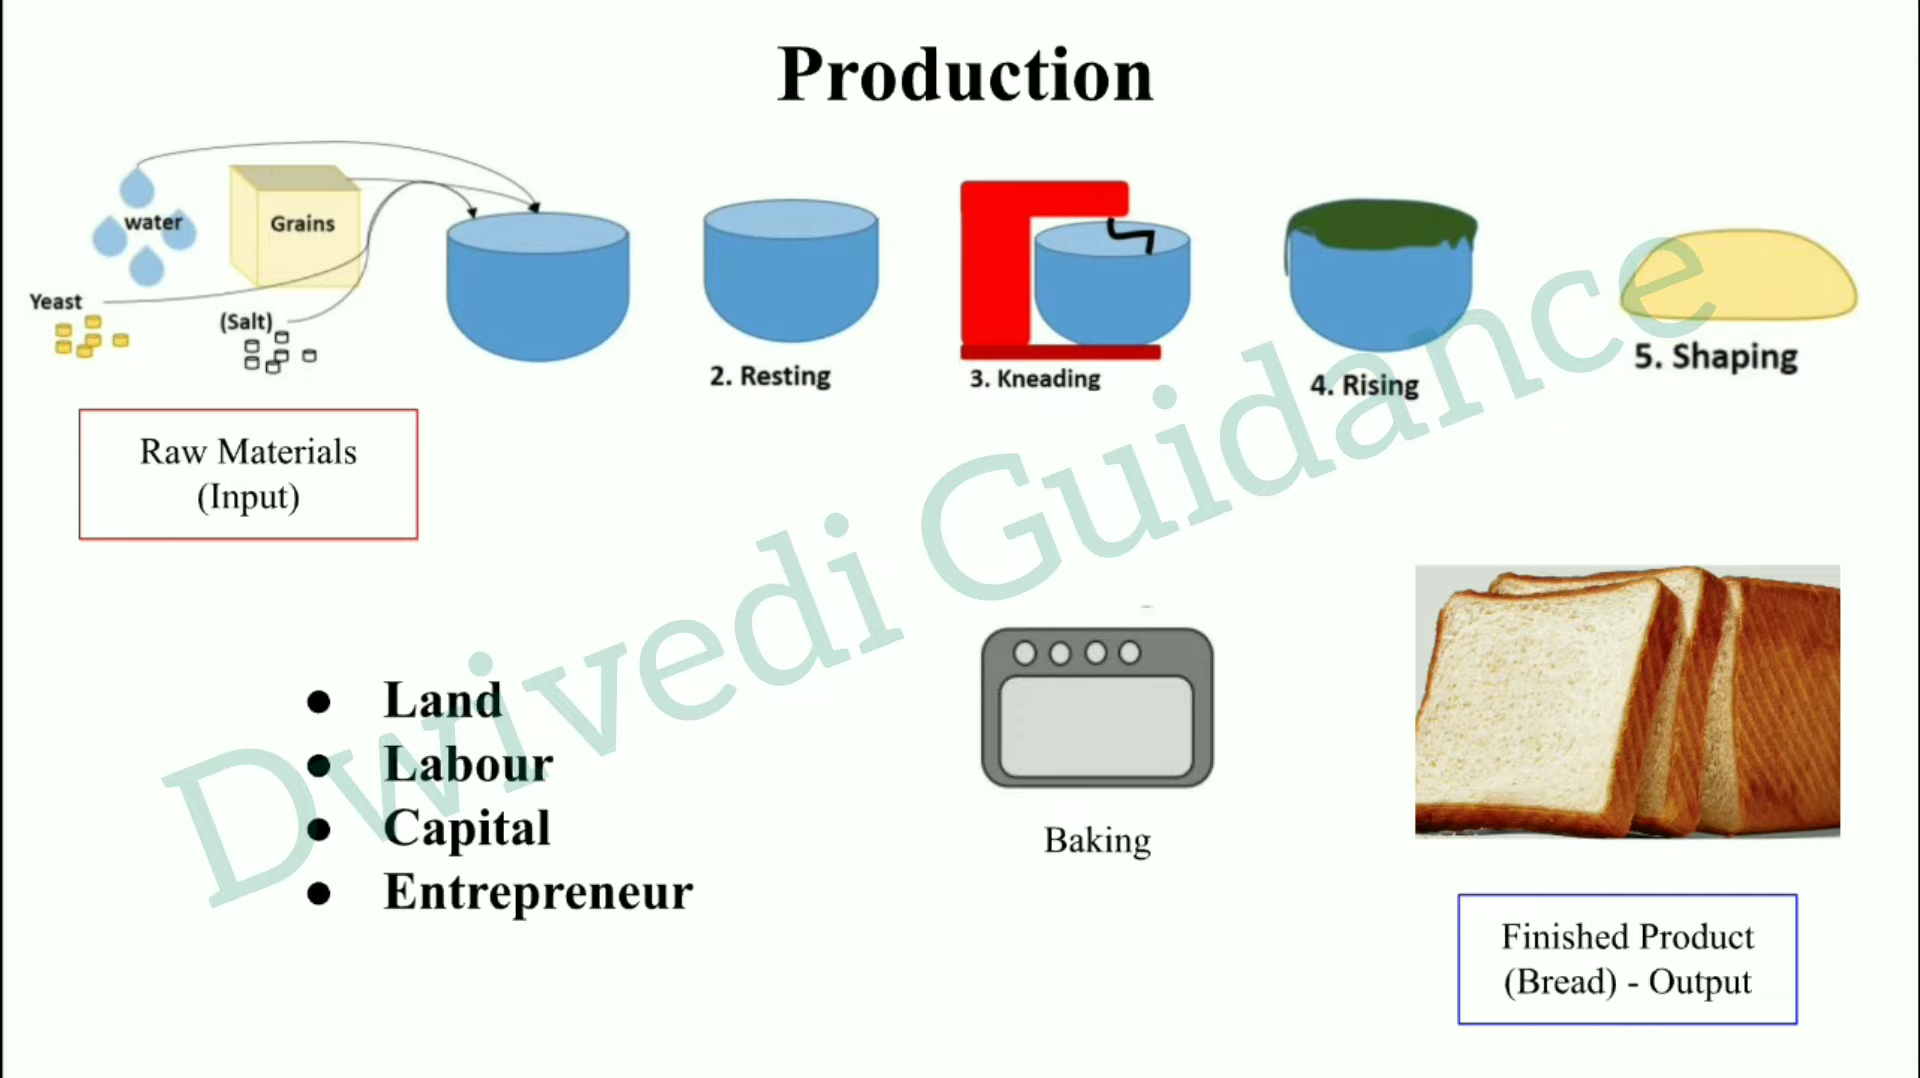 Production
water
Grains
Yeast
(Salt)
2. Resting
3. Kneading
4. Rising
5. Shaping
Raw Materials
(Input)
Dwivedi Guidance
● Land
● Labour
● Capital
● Entrepreneur
Baking
Finished Product
(Bread) - Output